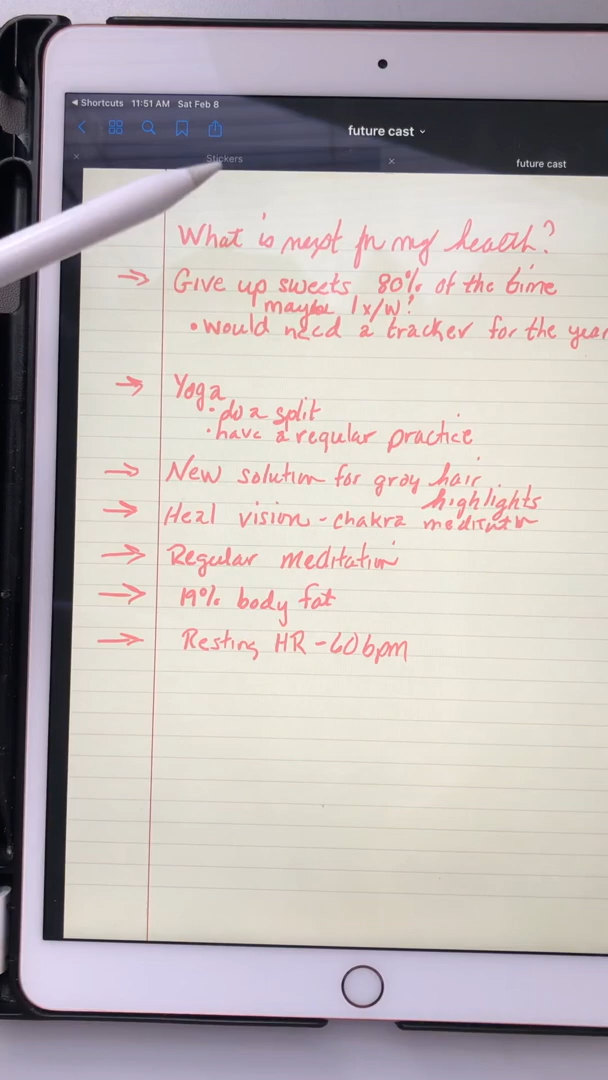 ◀ Shortcuts 11:51 AM Sat Feb 8
future cast
Stickers
future cast
What is next for my health?
⇒ Give up sweets 80% of the time
maybe 1x/w?
• would need a tracker for the year
→ Yoga
• do a split
• have a regular practice
→ New solution for gray hair
highlights
→ Heal vision - chakra meditation
→ Regular meditation
→ 19% body fat
→ Resting HR - 60 bpm